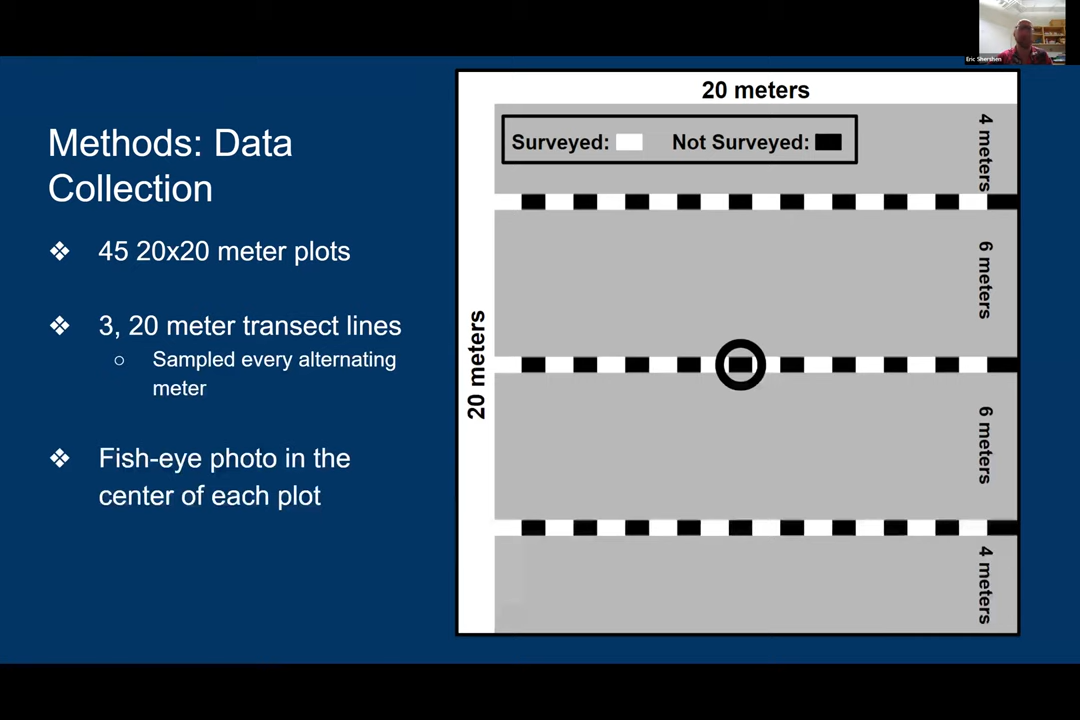 Eric Shershen
Methods: Data
Collection
❖ 45 20x20 meter plots
❖ 3, 20 meter transect lines
○ Sampled every alternating
meter
❖ Fish-eye photo in the
center of each plot
20 meters
Surveyed:
Not Surveyed:
4 meters
6 meters
20 meters
6 meters
4 meters